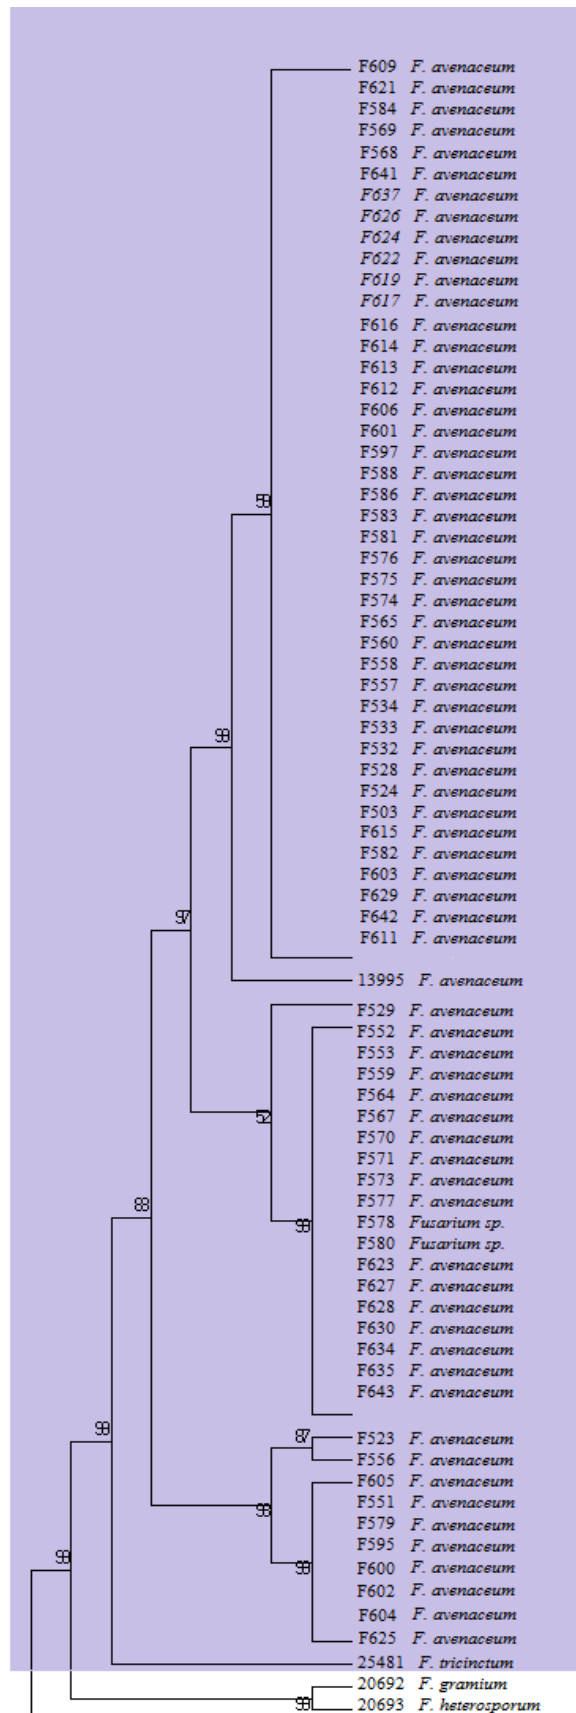 F609 F. avenaceum
F621 F. avenaceum
F584 F. avenaceum
F569 F. avenaceum
F568 F. avenaceum
F641 F. avenaceum
F637 F. avenaceum
F626 F. avenaceum
F624 F. avenaceum
F622 F. avenaceum
F619 F. avenaceum
F617 F. avenaceum
F616 F. avenaceum
F614 F. avenaceum
F613 F. avenaceum
F612 F. avenaceum
F606 F. avenaceum
F601 F. avenaceum
F597 F. avenaceum
F588 F. avenaceum
F586 F. avenaceum
F583 F. avenaceum
F581 F. avenaceum
F576 F. avenaceum
F575 F. avenaceum
F574 F. avenaceum
F565 F. avenaceum
F560 F. avenaceum
F558 F. avenaceum
F557 F. avenaceum
F534 F. avenaceum
F533 F. avenaceum
F532 F. avenaceum
F528 F. avenaceum
F524 F. avenaceum
F503 F. avenaceum
F615 F. avenaceum
F582 F. avenaceum
F603 F. avenaceum
F629 F. avenaceum
F642 F. avenaceum
97
F611 F. avenaceum
13995 F. avenaceum
F529 F. avenaceum
F552 F. avenaceum
F553 F. avenaceum
F559 F. avenaceum
F564 F. avenaceum
F567 F. avenaceum
52
F570 F. avenaceum
F571 F. avenaceum
F573 F. avenaceum
F577 F. avenaceum
F578 Fusarium sp.
F580 Fusarium sp.
F623 F. avenaceum
F627 F. avenaceum
F628 F. avenaceum
F630 F. avenaceum
F634 F. avenaceum
F635 F. avenaceum
F643 F. avenaceum
87
F523 F. avenaceum
F556 F. avenaceum
F605 F. avenaceum
F551 F. avenaceum
F579 F. avenaceum
F595 F. avenaceum
F600 F. avenaceum
F602 F. avenaceum
F604 F. avenaceum
F625 F. avenaceum
25481 F. tricinctum
20692 F. gramium
20693 F. heterosporum